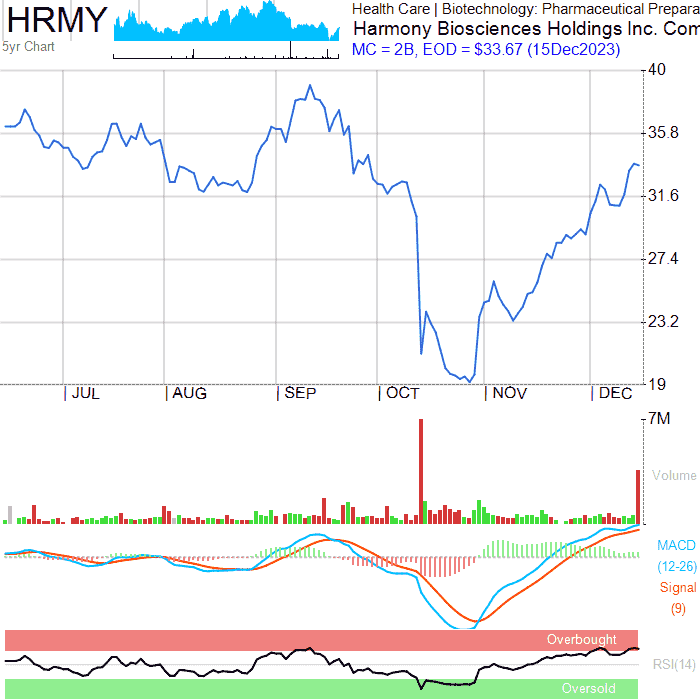 HRMY
5yr Chart
Health Care | Biotechnology: Pharmaceutical Prepara
Harmony Biosciences Holdings Inc. Com
MC = 2B, EOD = $33.67 (15Dec2023)
40
35.8
31.6
27.4
23.2
19
JUL
AUG
SEP
OCT
NOV
DEC
7M
Volume
MACD
(12-26)
Signal
(9)
Overbought
RSI(14)
Oversold